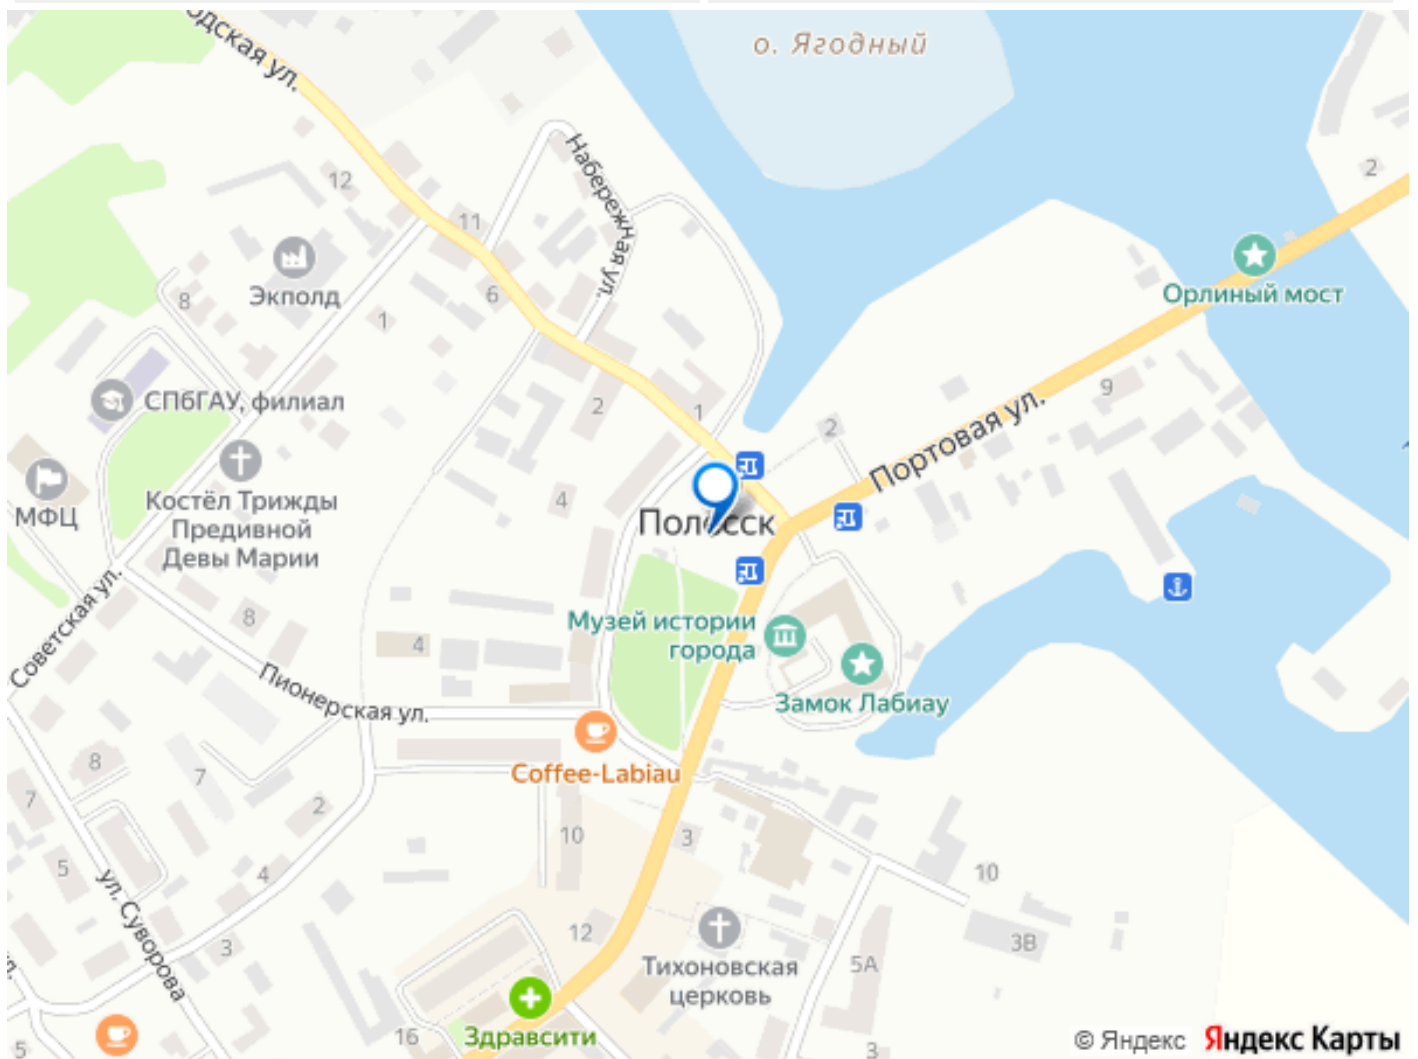 о. Ягодный
одская ул.
Набережная ул.
12
11
2
Экполд
8
6
1
Орлиный мост
СПбГАУ, филиал
2
1
2
9
Портовая ул.
Костёл Трижды
Предивной
Девы Марии
МФЦ
4
Полесск
Советская ул.
8
4
Музей истории
города
Замок Лабиау
Пионерская ул.
Coffee-Labiau
8
7
7
2
10
3
5
4
10
ул. Суворова
3
12
3В
Тихоновская
церковь
5А
Здравсити
16
5
3
© Яндекс Яндекс Карты